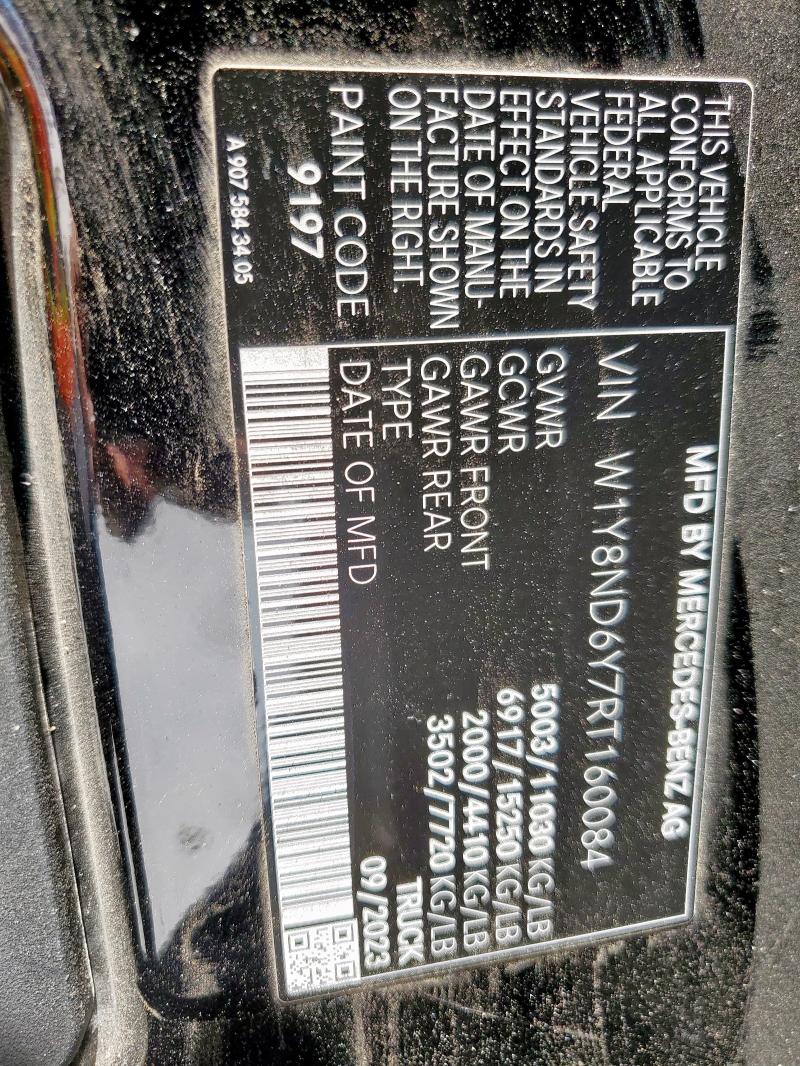 MFD BY MERCEDES-BENZ AG
VIN W1Y8ND6Y7RT160084
GVWR 5003/11030 KG/LB
GCWR 6917/15250 KG/LB
GAWR FRONT 2000/4410 KG/LB
GAWR REAR 3502/7720 KG/LB
TYPE TRUCK
DATE OF MFD 09/2023
THIS VEHICLE
CONFORMS TO
ALL APPLICABLE
FEDERAL
VEHICLE SAFETY
STANDARDS IN
EFFECT ON THE
DATE OF MANU-
FACTURE SHOWN
ON THE RIGHT.
PAINT CODE
9197
A 907 584 34 05